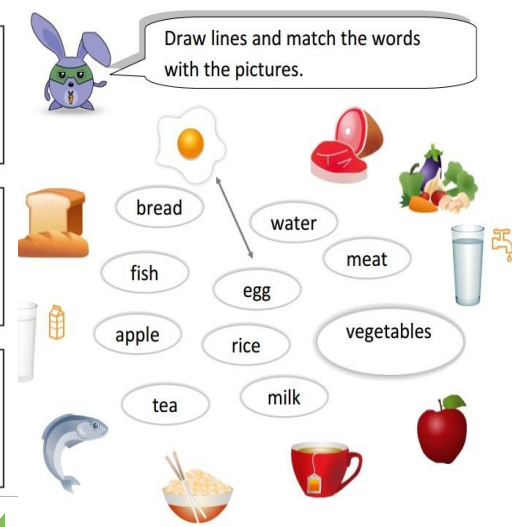 Draw lines and match the words
with the pictures.
bread
water
meat
fish
egg
apple
rice
vegetables
tea
milk